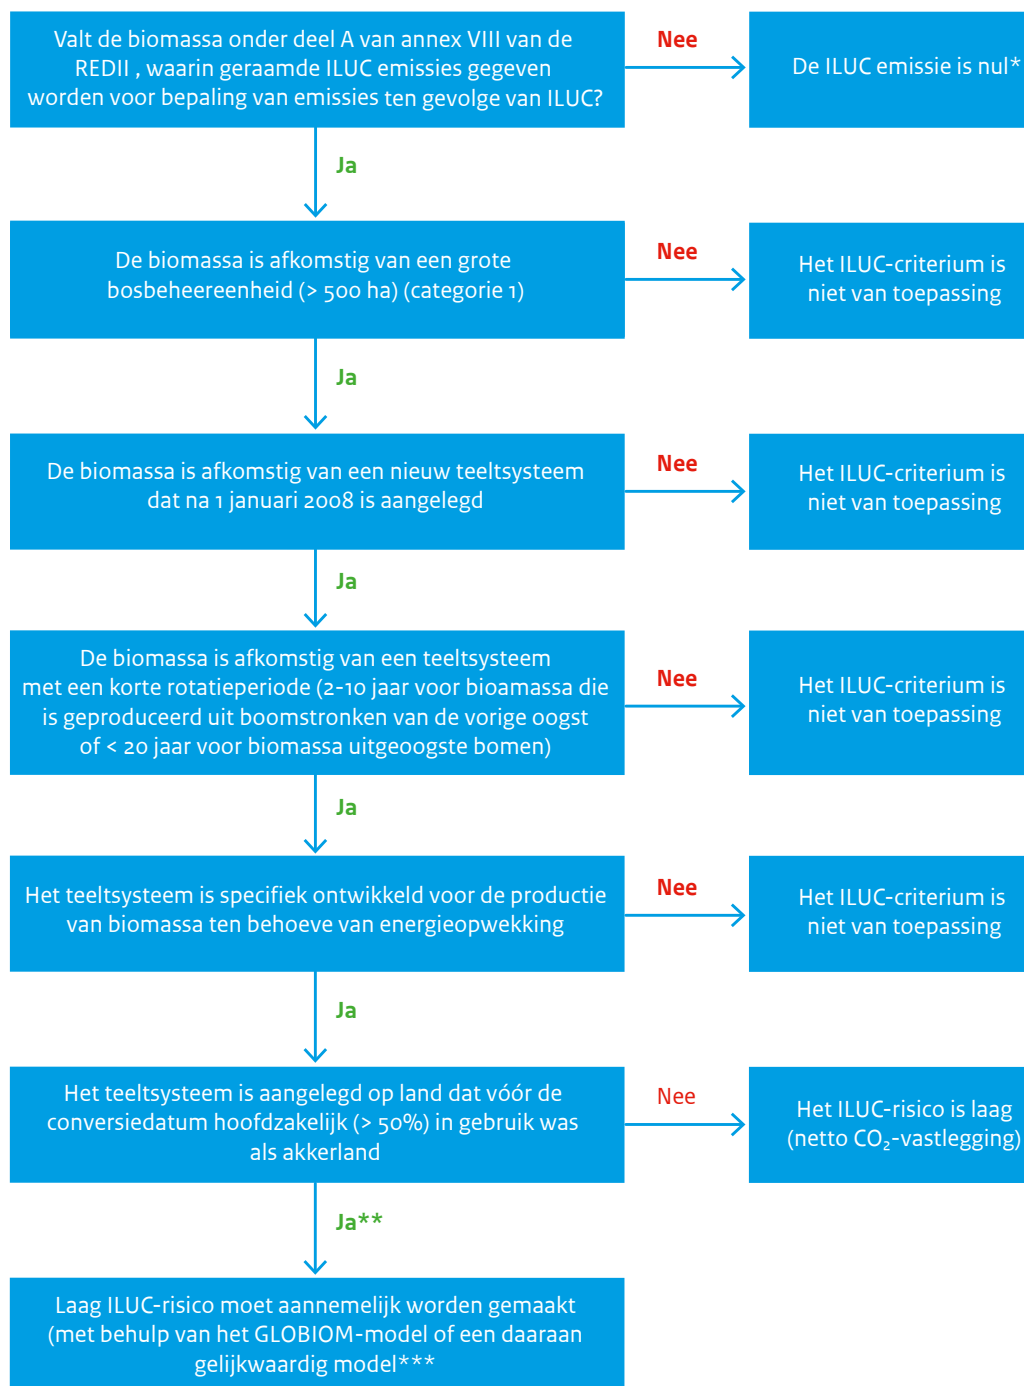 Valt de biomassa onder deel A van annex VIII van de
REDII , waarin geraamde ILUC emissies gegeven
worden voor bepaling van emissies ten gevolge van ILUC?
Nee
De ILUC emissie is nul*
Ja
De biomassa is afkomstig van een grote
bosbeheereenheid (> 500 ha) (categorie 1)
Nee
Het ILUC-criterium is
niet van toepassing
Ja
De biomassa is afkomstig van een nieuw teeltsysteem
dat na 1 januari 2008 is aangelegd
Nee
Het ILUC-criterium is
niet van toepassing
Ja
De biomassa is afkomstig van een teeltsysteem
met een korte rotatieperiode (2-10 jaar voor bioamassa die
is geproduceerd uit boomstronken van de vorige oogst
of < 20 jaar voor biomassa uitgeoogste bomen)
Nee
Het ILUC-criterium is
niet van toepassing
Ja
Het teeltsysteem is specifiek ontwikkeld voor de productie
van biomassa ten behoeve van energieopwekking
Nee
Het ILUC-criterium is
niet van toepassing
Ja
Het teeltsysteem is aangelegd op land dat vóór de
conversiedatum hoofdzakelijk (> 50%) in gebruik was
als akkerland
Nee
Het ILUC-risico is laag
(netto CO₂-vastlegging)
Ja**
Laag ILUC-risico moet aannemelijk worden gemaakt
(met behulp van het GLOBIOM-model of een daaraan
gelijkwaardig model***